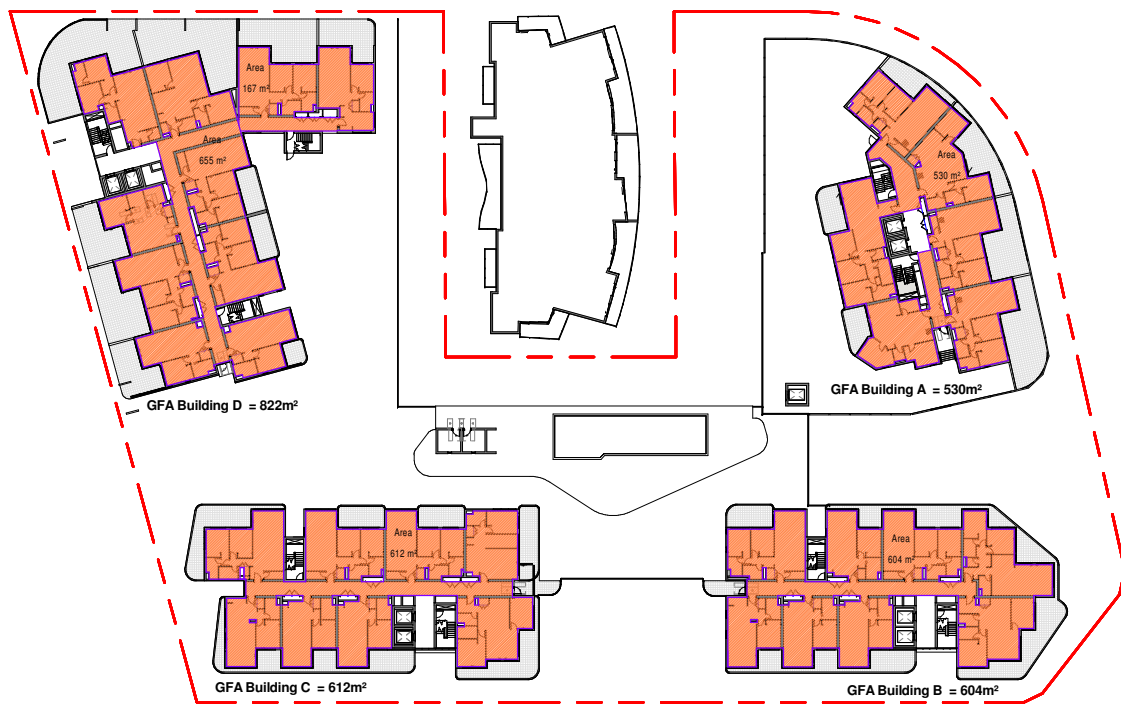 Area
167 m²
Area
655 m²
Area
530 m²
GFA Building D = 822m²
GFA Building A = 530m²
Area
612 m²
Area
604 m²
GFA Building C = 612m²
GFA Building B = 604m²